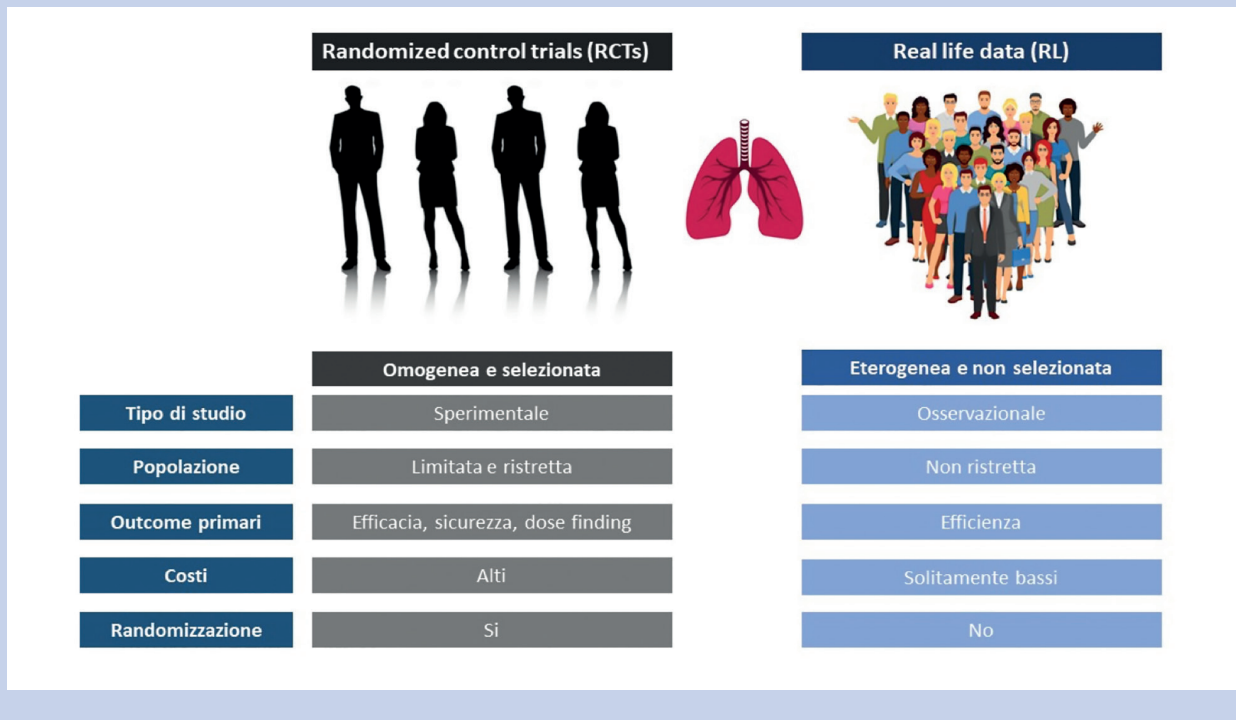 Randomized control trials (RCTs)
Real life data (RL)
Omogenea e selezionata
Eterogenea e non selezionata
Tipo di studio
Sperimentale
Osservazionale
Popolazione
Limitata e ristretta
Non ristretta
Outcome primari
Efficacia, sicurezza, dose finding
Efficienza
Costi
Alti
Solitamente bassi
Randomizzazione
Si
No